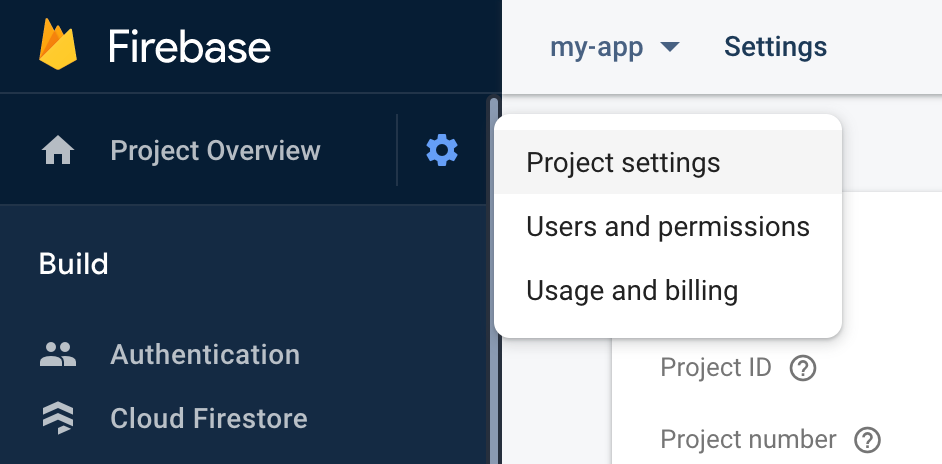 Firebase
my-app
Settings
Project Overview
Project settings
Users and permissions
Usage and billing
Build
Authentication
Cloud Firestore
Project ID
Project number